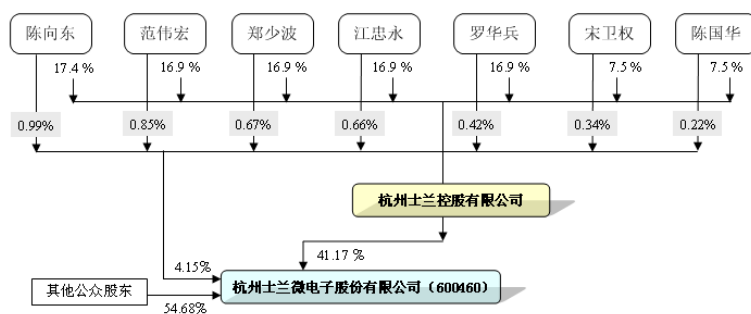 陈向东 范伟宏 郑少波 江忠永 罗华兵 宋卫权 陈国华
17.4 % 16.9 % 16.9 % 16.9 % 16.9 % 7.5 % 7.5 %
0.99% 0.85% 0.67% 0.66% 0.42% 0.34% 0.22%
杭州士兰控股有限公司
41.17 %
4.15%
其他公众股东 杭州士兰微电子股份有限公司（600460）
54.68%